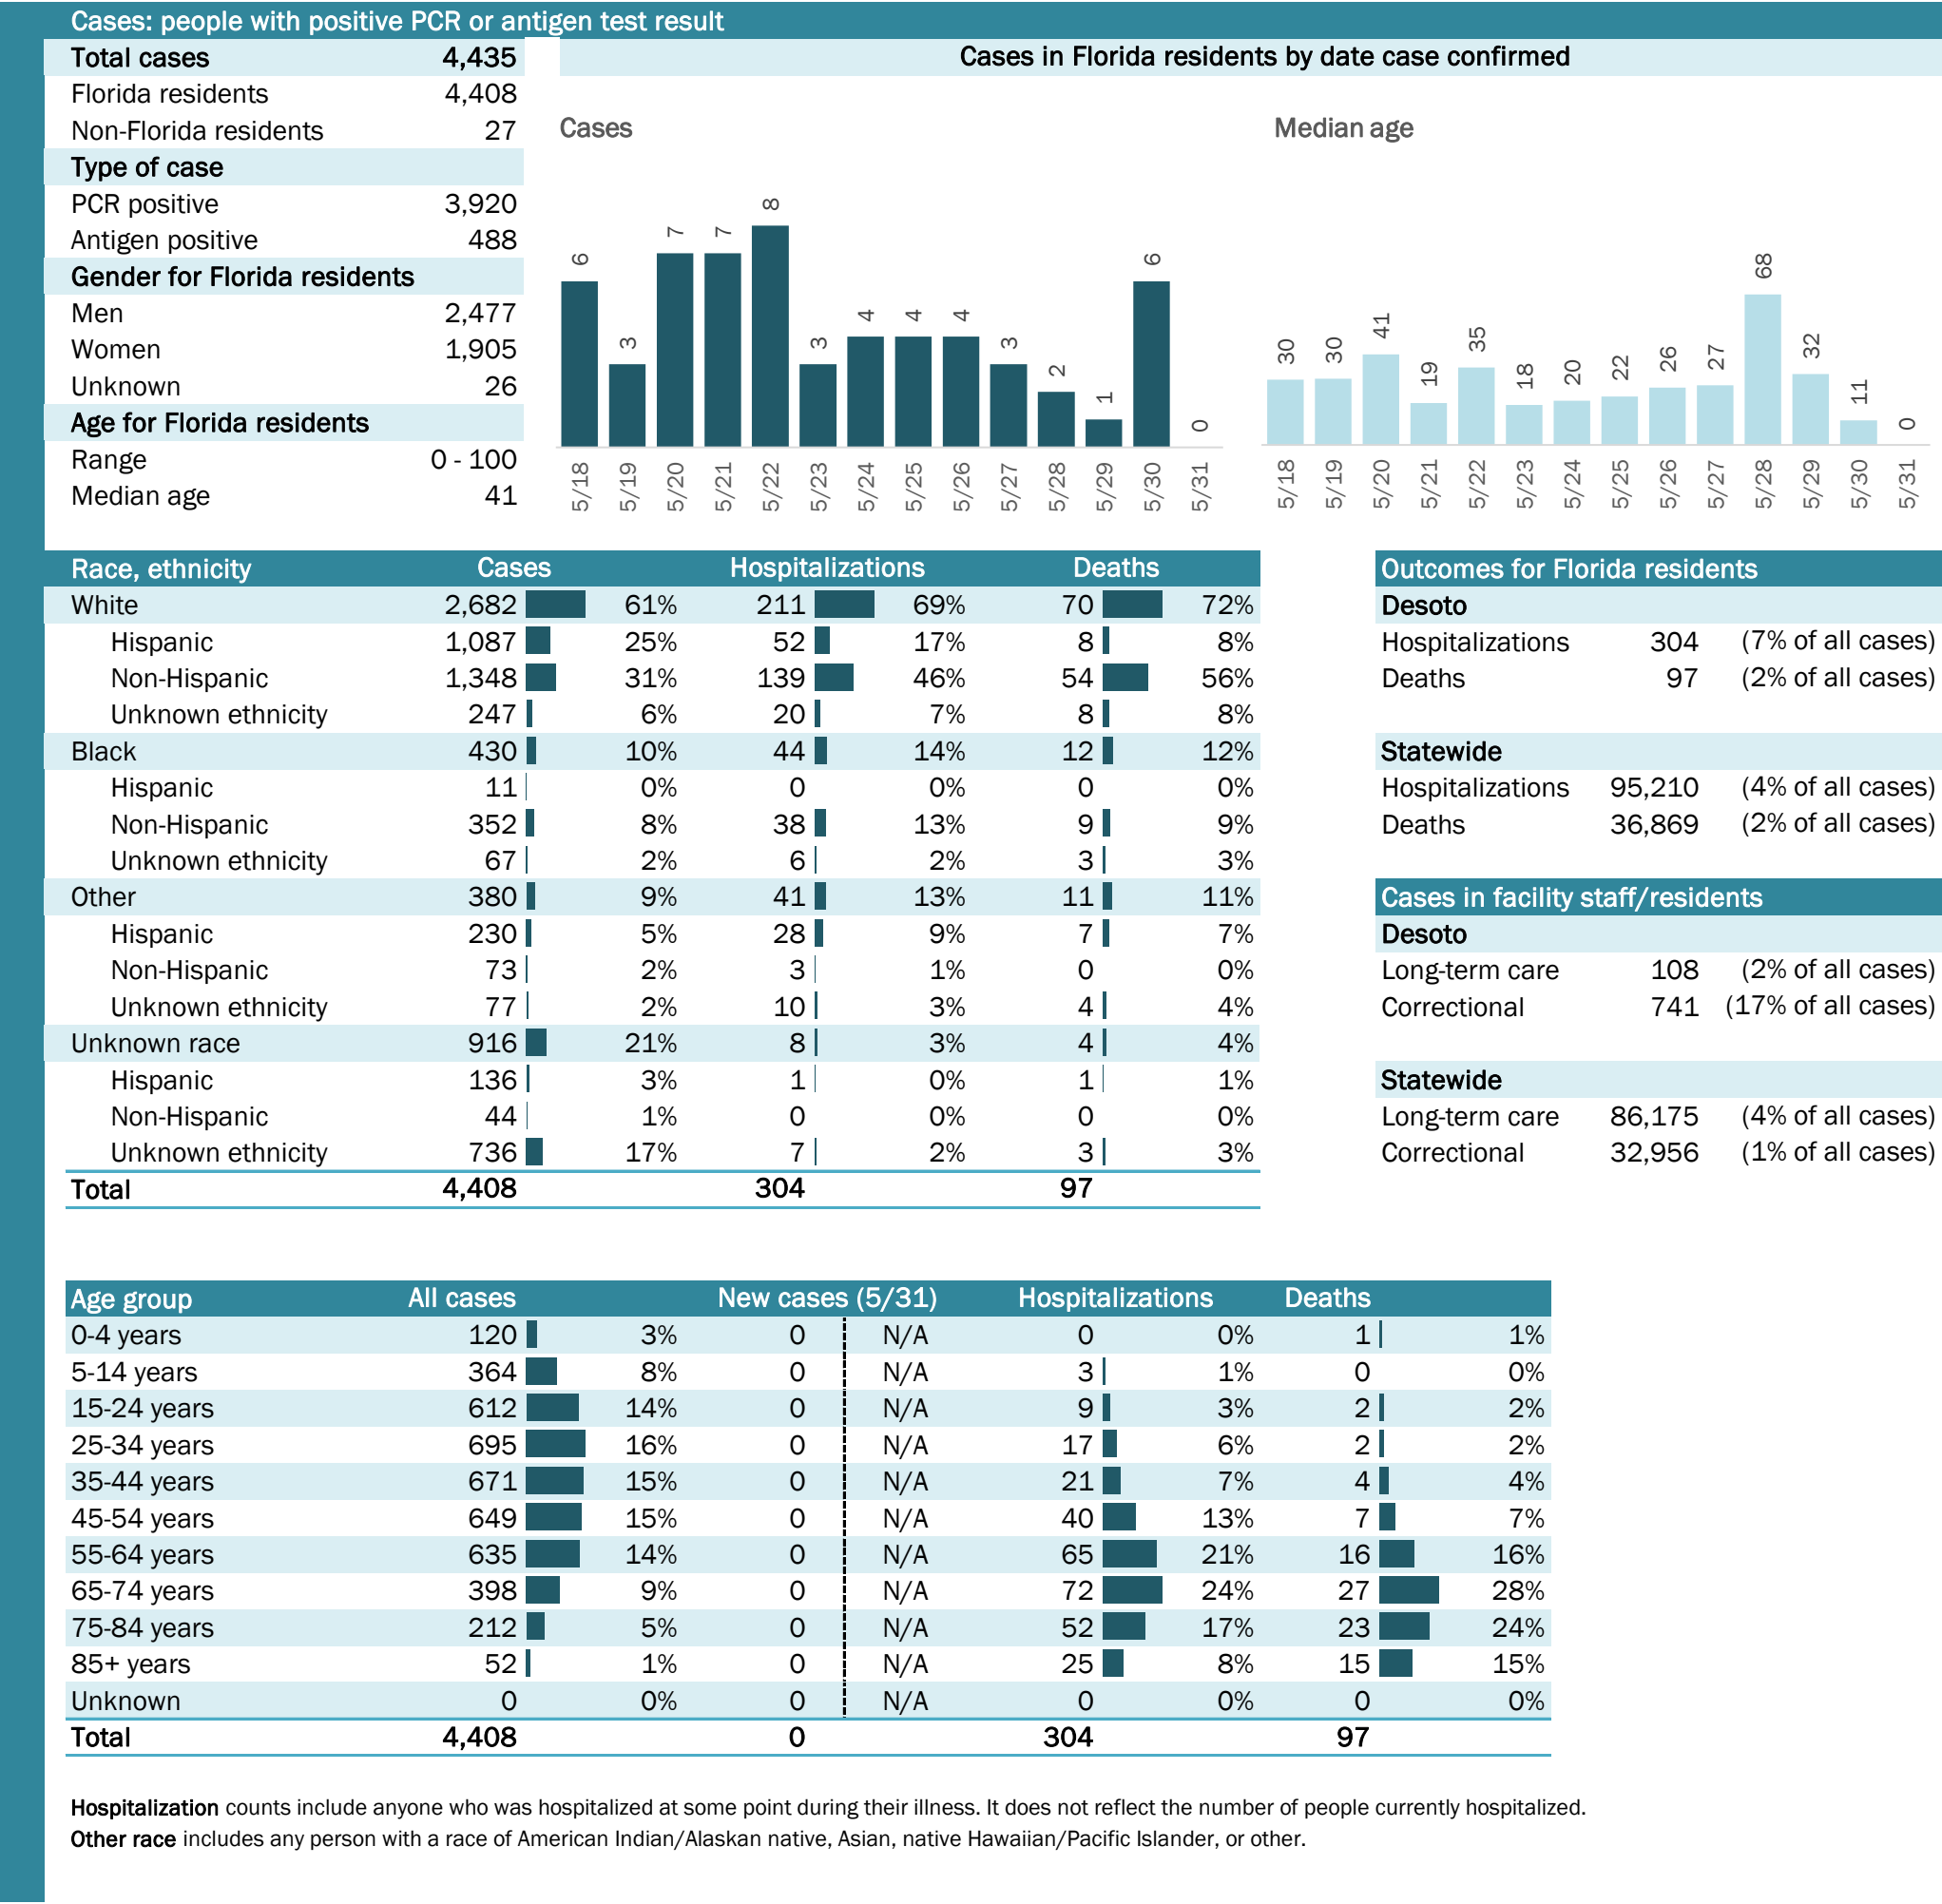 Cases: people with positive PCR or antigen test result
Total cases 4,435
Florida residents 4,408
Non-Florida residents 27
Type of case
PCR positive 3,920
Antigen positive 488
Gender for Florida residents
Men 2,477
Women 1,905
Unknown 26
Age for Florida residents
Range 0 - 100
Median age 41
Cases in Florida residents by date case confirmed
Cases
6 3 7 7 8 3 4 4 4 3 2 1 6 0
5/18 5/19 5/20 5/21 5/22 5/23 5/24 5/25 5/26 5/27 5/28 5/29 5/30 5/31
Median age
30 30 41 19 35 18 20 22 26 27 68 32 11 0
5/18 5/19 5/20 5/21 5/22 5/23 5/24 5/25 5/26 5/27 5/28 5/29 5/30 5/31
Race, ethnicity Cases Hospitalizations Deaths
White 2,682 61% 211 69% 70 72%
Hispanic 1,087 25% 52 17% 8 8%
Non-Hispanic 1,348 31% 139 46% 54 56%
Unknown ethnicity 247 6% 20 7% 8 8%
Black 430 10% 44 14% 12 12%
Hispanic 11 0% 0 0% 0 0%
Non-Hispanic 352 8% 38 13% 9 9%
Unknown ethnicity 67 2% 6 2% 3 3%
Other 380 9% 41 13% 11 11%
Hispanic 230 5% 28 9% 7 7%
Non-Hispanic 73 2% 3 1% 0 0%
Unknown ethnicity 77 2% 10 3% 4 4%
Unknown race 916 21% 8 3% 4 4%
Hispanic 136 3% 1 0% 1 1%
Non-Hispanic 44 1% 0 0% 0 0%
Unknown ethnicity 736 17% 7 2% 3 3%
Total 4,408 304 97
Outcomes for Florida residents
Desoto
Hospitalizations 304 (7% of all cases)
Deaths 97 (2% of all cases)
Statewide
Hospitalizations 95,210 (4% of all cases)
Deaths 36,869 (2% of all cases)
Cases in facility staff/residents
Desoto
Long-term care 108 (2% of all cases)
Correctional 741 (17% of all cases)
Statewide
Long-term care 86,175 (4% of all cases)
Correctional 32,956 (1% of all cases)
Age group All cases New cases (5/31) Hospitalizations Deaths
0-4 years 120 3% 0 N/A 0 0% 1 1%
5-14 years 364 8% 0 N/A 3 1% 0 0%
15-24 years 612 14% 0 N/A 9 3% 2 2%
25-34 years 695 16% 0 N/A 17 6% 2 2%
35-44 years 671 15% 0 N/A 21 7% 4 4%
45-54 years 649 15% 0 N/A 40 13% 7 7%
55-64 years 635 14% 0 N/A 65 21% 16 16%
65-74 years 398 9% 0 N/A 72 24% 27 28%
75-84 years 212 5% 0 N/A 52 17% 23 24%
85+ years 52 1% 0 N/A 25 8% 15 15%
Unknown 0 0% 0 N/A 0 0% 0 0%
Total 4,408 0 304 97
Hospitalization counts include anyone who was hospitalized at some point during their illness. It does not reflect the number of people currently hospitalized.
Other race includes any person with a race of American Indian/Alaskan native, Asian, native Hawaiian/Pacific Islander, or other.